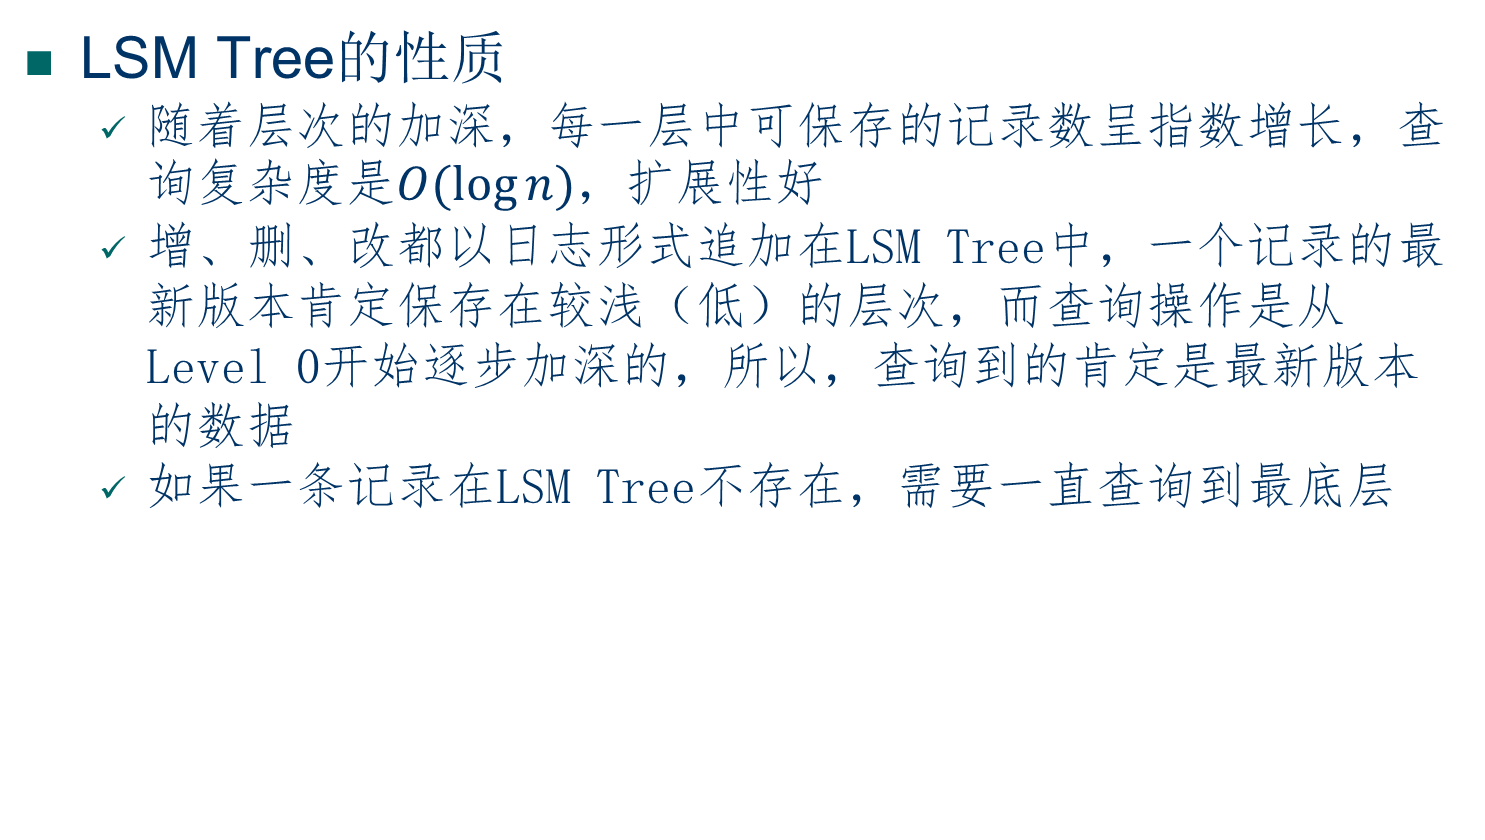 LSM Tree的性质
随着层次的加深，每一层中可保存的记录数呈指数增长，查
询复杂度是O(log n)，扩展性好
增、删、改都以日志形式追加在LSM Tree中，一个记录的最
新版本肯定保存在较浅（低）的层次，而查询操作是从
Level 0开始逐步加深的，所以，查询到的肯定是最新版本
的数据
如果一条记录在LSM Tree不存在，需要一直查询到最底层